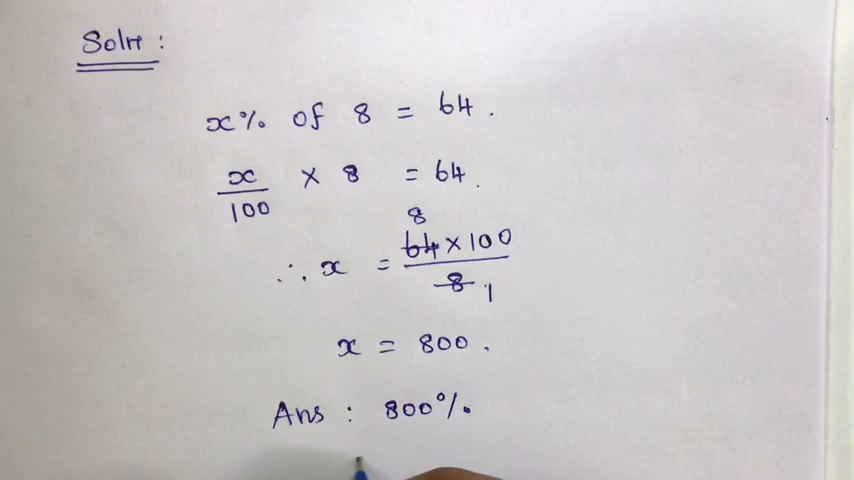 Soln :
x% of 8 = 64.
x/100 × 8 = 64.
8
∴ x = 64 × 100 / 8 1
x = 800.
Ans : 800%.